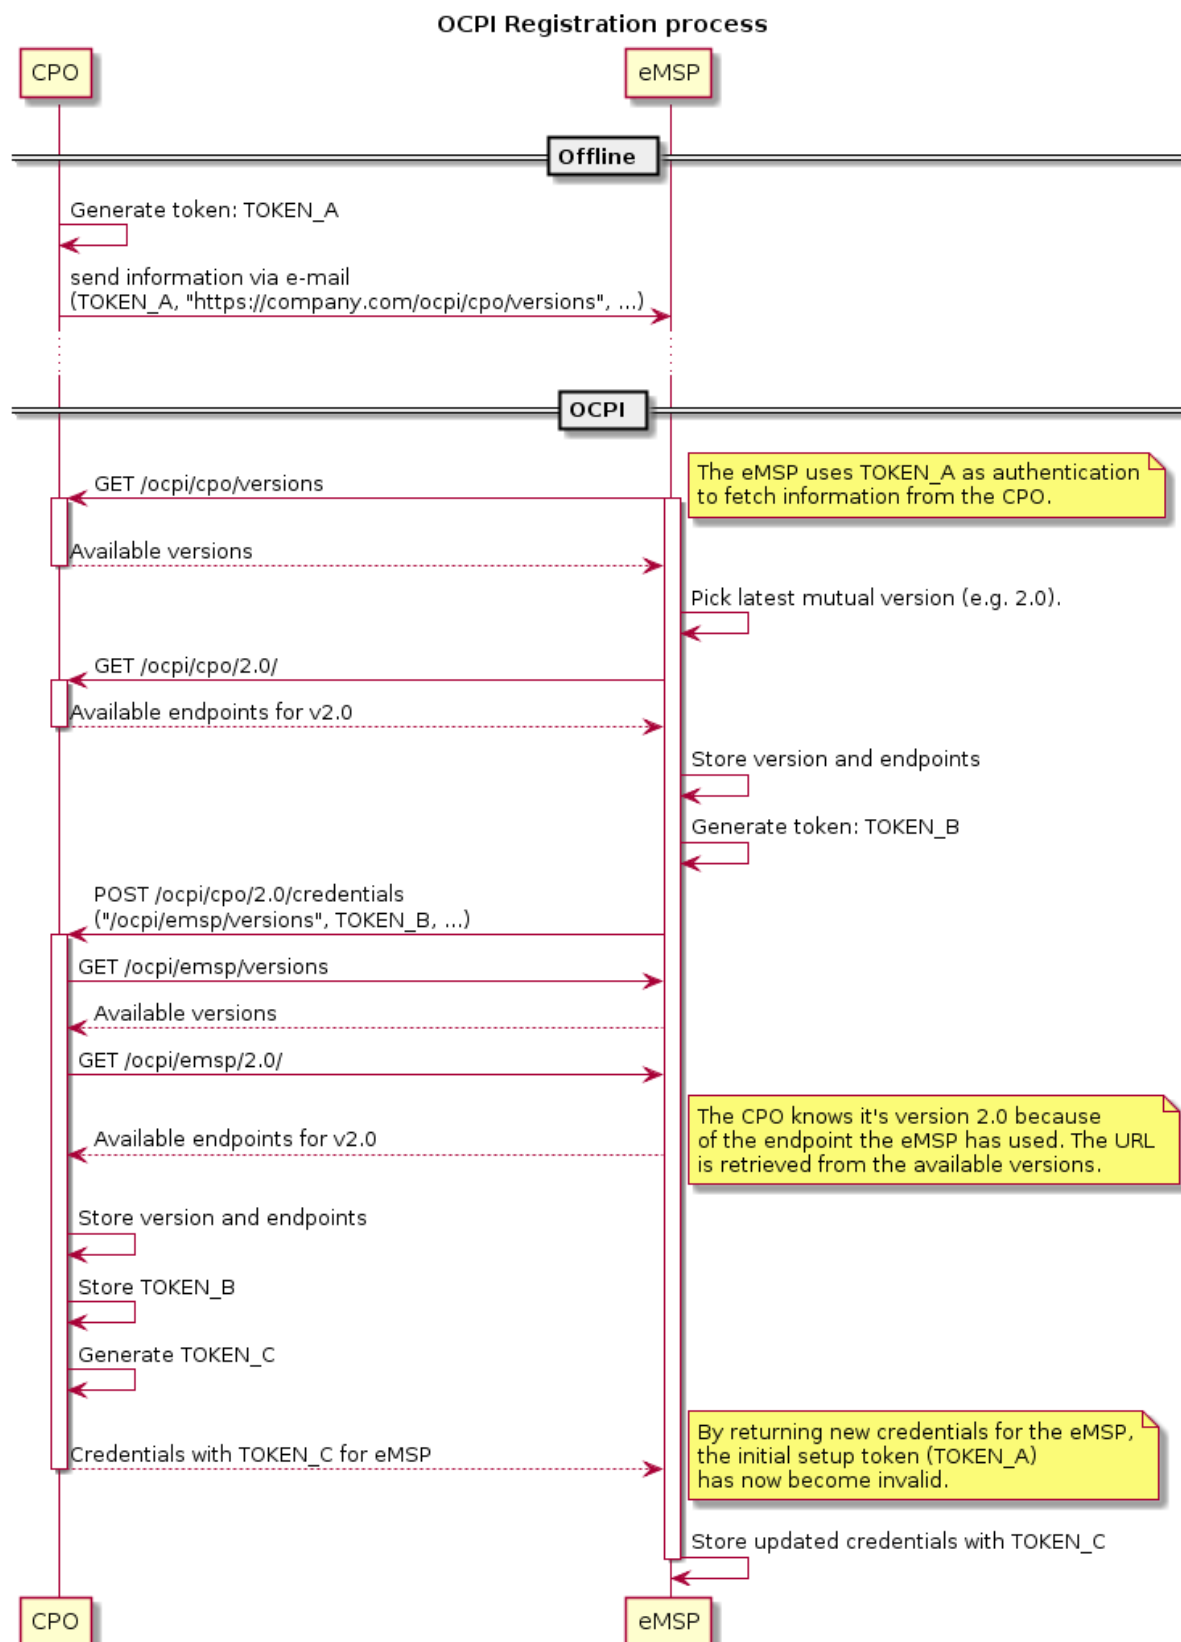 OCPI Registration process
CPO
eMSP
Offline
Generate token: TOKEN_A
send information via e-mail
(TOKEN_A, "https://company.com/ocpi/cpo/versions", ...)
OCPI
The eMSP uses TOKEN_A as authentication
to fetch information from the CPO.
GET /ocpi/cpo/versions
Available versions
Pick latest mutual version (e.g. 2.0).
GET /ocpi/cpo/2.0/
Available endpoints for v2.0
Store version and endpoints
Generate token: TOKEN_B
POST /ocpi/cpo/2.0/credentials
("/ocpi/emsp/versions", TOKEN_B, ...)
GET /ocpi/emsp/versions
Available versions
GET /ocpi/emsp/2.0/
The CPO knows it's version 2.0 because
of the endpoint the eMSP has used. The URL
is retrieved from the available versions.
Available endpoints for v2.0
Store version and endpoints
Store TOKEN_B
Generate TOKEN_C
By returning new credentials for the eMSP,
the initial setup token (TOKEN_A)
has now become invalid.
Credentials with TOKEN_C for eMSP
Store updated credentials with TOKEN_C
CPO
eMSP